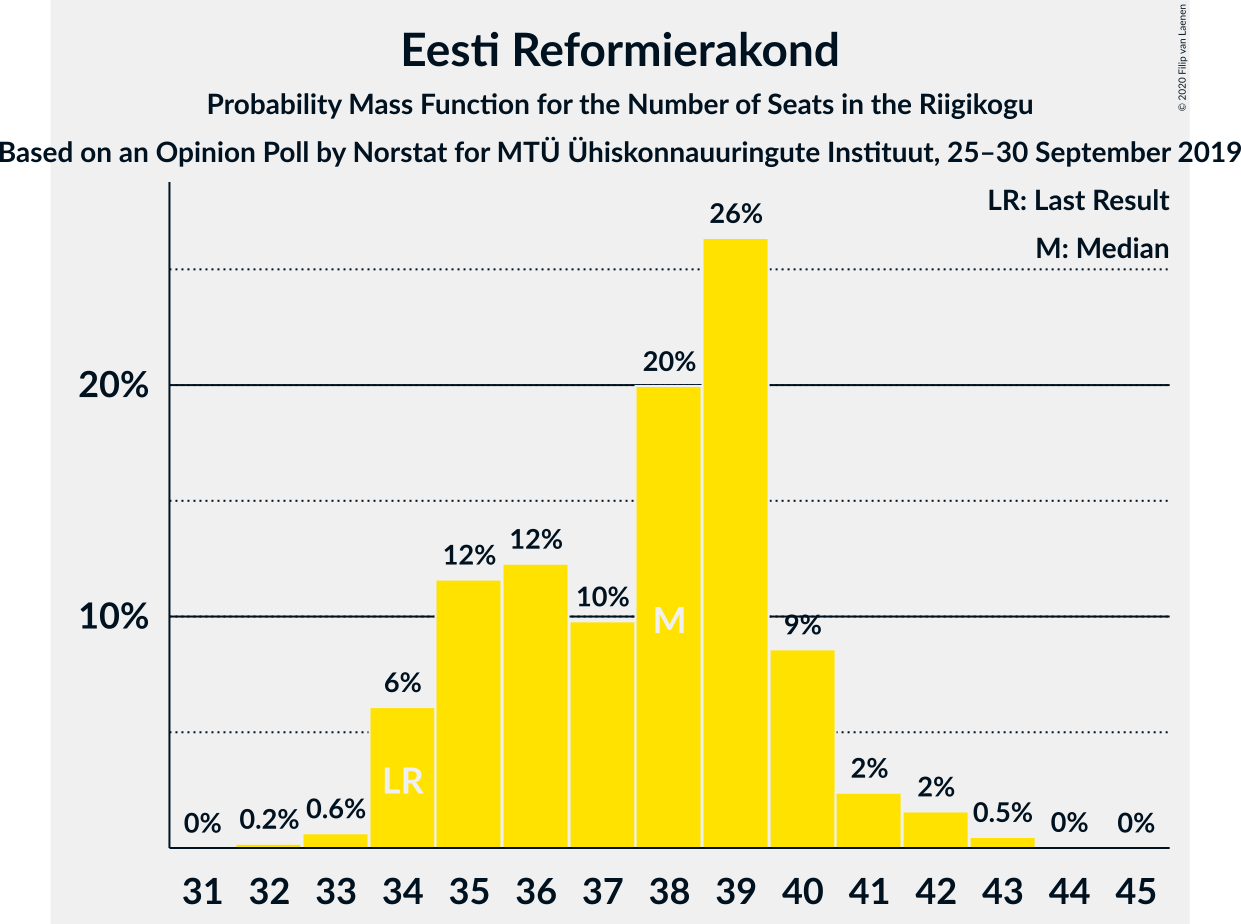 Eesti Reformierakond
Probability Mass Function for the Number of Seats in the Riigikogu
Based on an Opinion Poll by Norstat for MTÜ Ühiskonnauuringute Instituut, 25–30 September 2019
© 2020 Filip van Laenen
LR: Last Result
M: Median
26%
20%
20%
12%
12%
10%
10%
M
9%
6%
LR
2%
2%
0%
0.2%
0.6%
0.5%
0%
0%
31 32 33 34 35 36 37 38 39 40 41 42 43 44 45